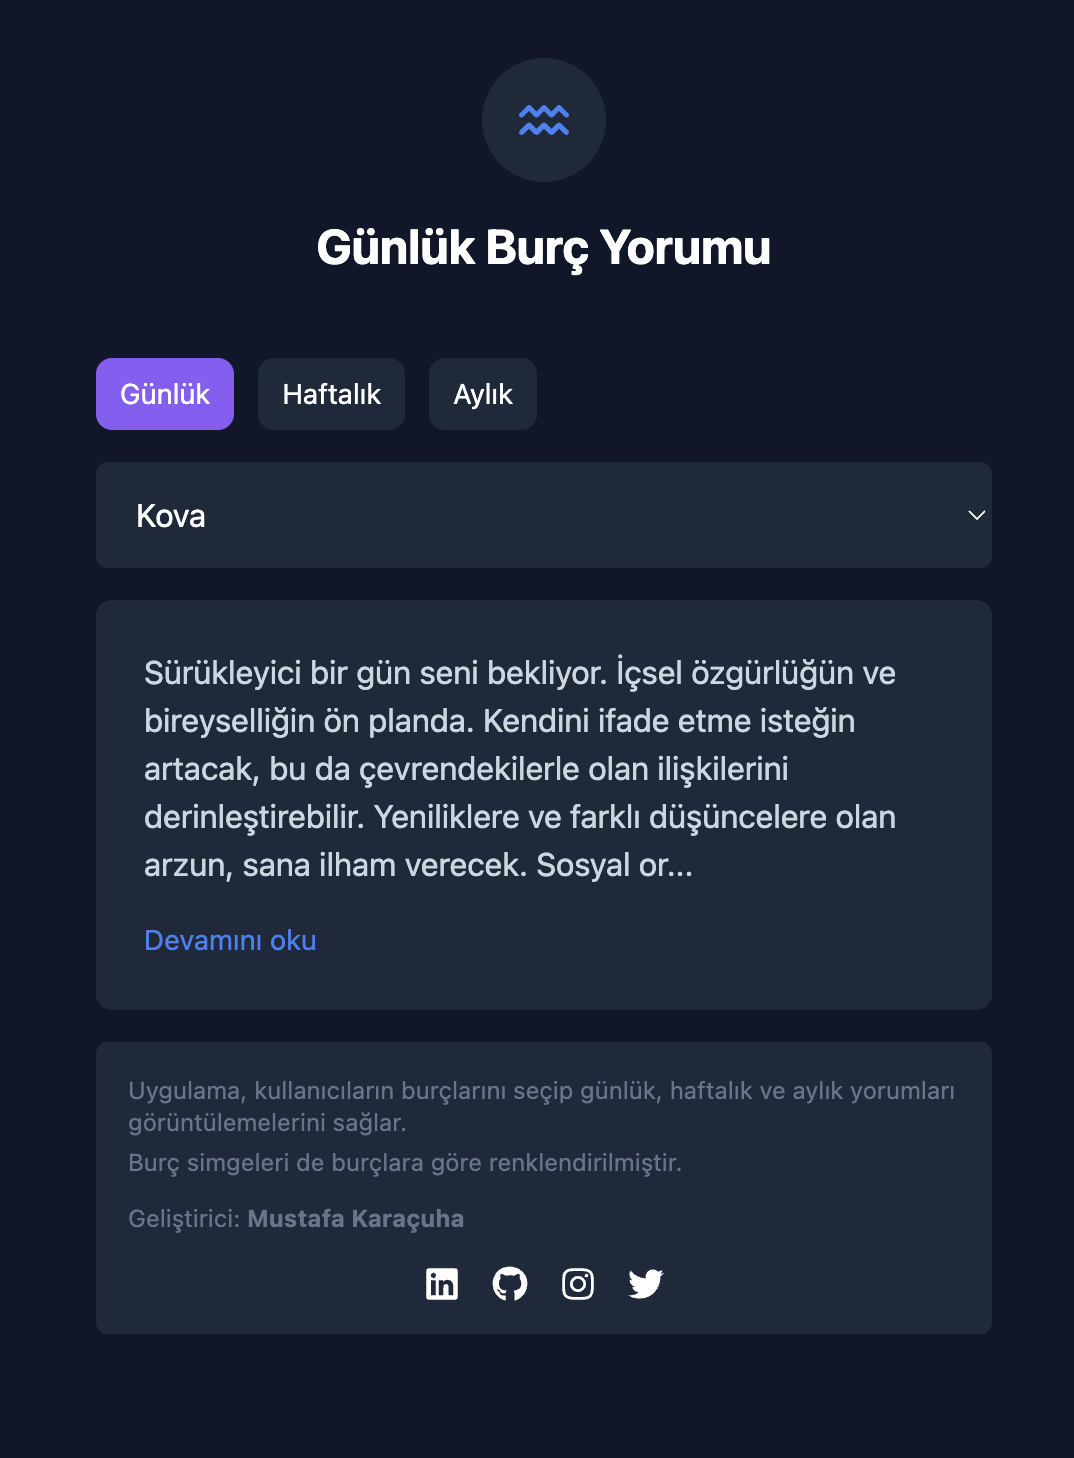 Günlük Burç Yorumu
Günlük
Haftalık
Aylık
Kova
Sürükleyici bir gün seni bekliyor. İçsel özgürlüğün ve
bireyselliğin ön planda. Kendini ifade etme isteğin
artacak, bu da çevrendekilerle olan ilişkilerini
derinleştirebilir. Yeniliklere ve farklı düşüncelere olan
arzun, sana ilham verecek. Sosyal or...
Devamını oku
Uygulama, kullanıcıların burçlarını seçip günlük, haftalık ve aylık yorumları
görüntülemelerini sağlar.
Burç simgeleri de burçlara göre renklendirilmiştir.
Geliştirici: Mustafa Karaçuha